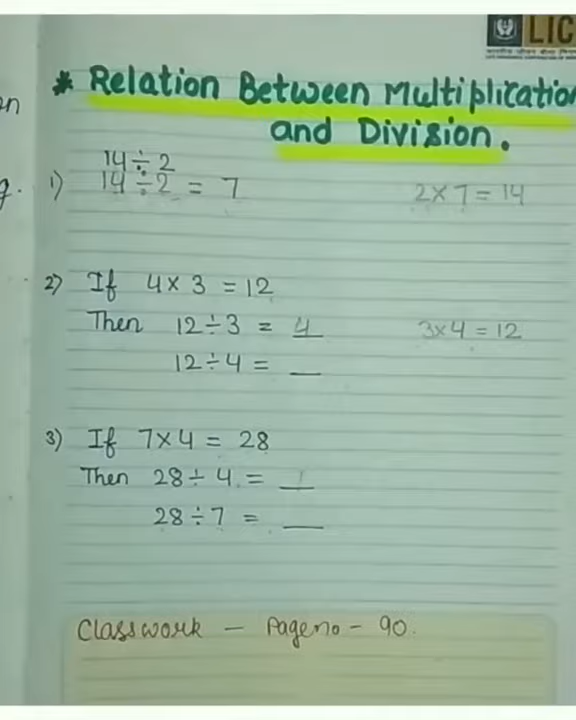 LIC
* Relation Between Multiplication
and Division.
14÷2
1) 14÷2 = 7 2×7=14
2) If 4×3 = 12
Then 12÷3 = 4 3×4=12
12÷4 = __
3) If 7×4 = 28
Then 28÷4 = __
28÷7 = __
Classwork - Page no - 90.